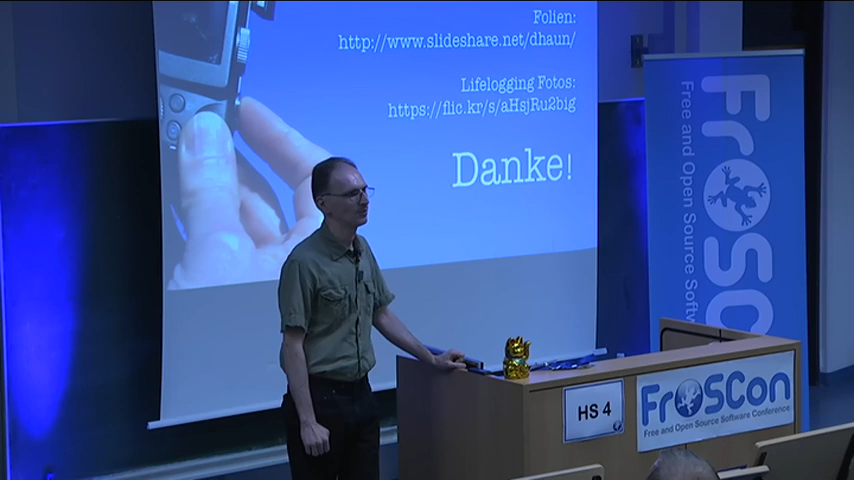 Folien:
http://www.slideshare.net/dhaun/
Lifelogging Fotos:
https://flic.kr/s/aHsjRu2big
Danke!
FrOSC
Free and Open Source Softw
HS 4
FrOSCon
Free and Open Source Software Conference